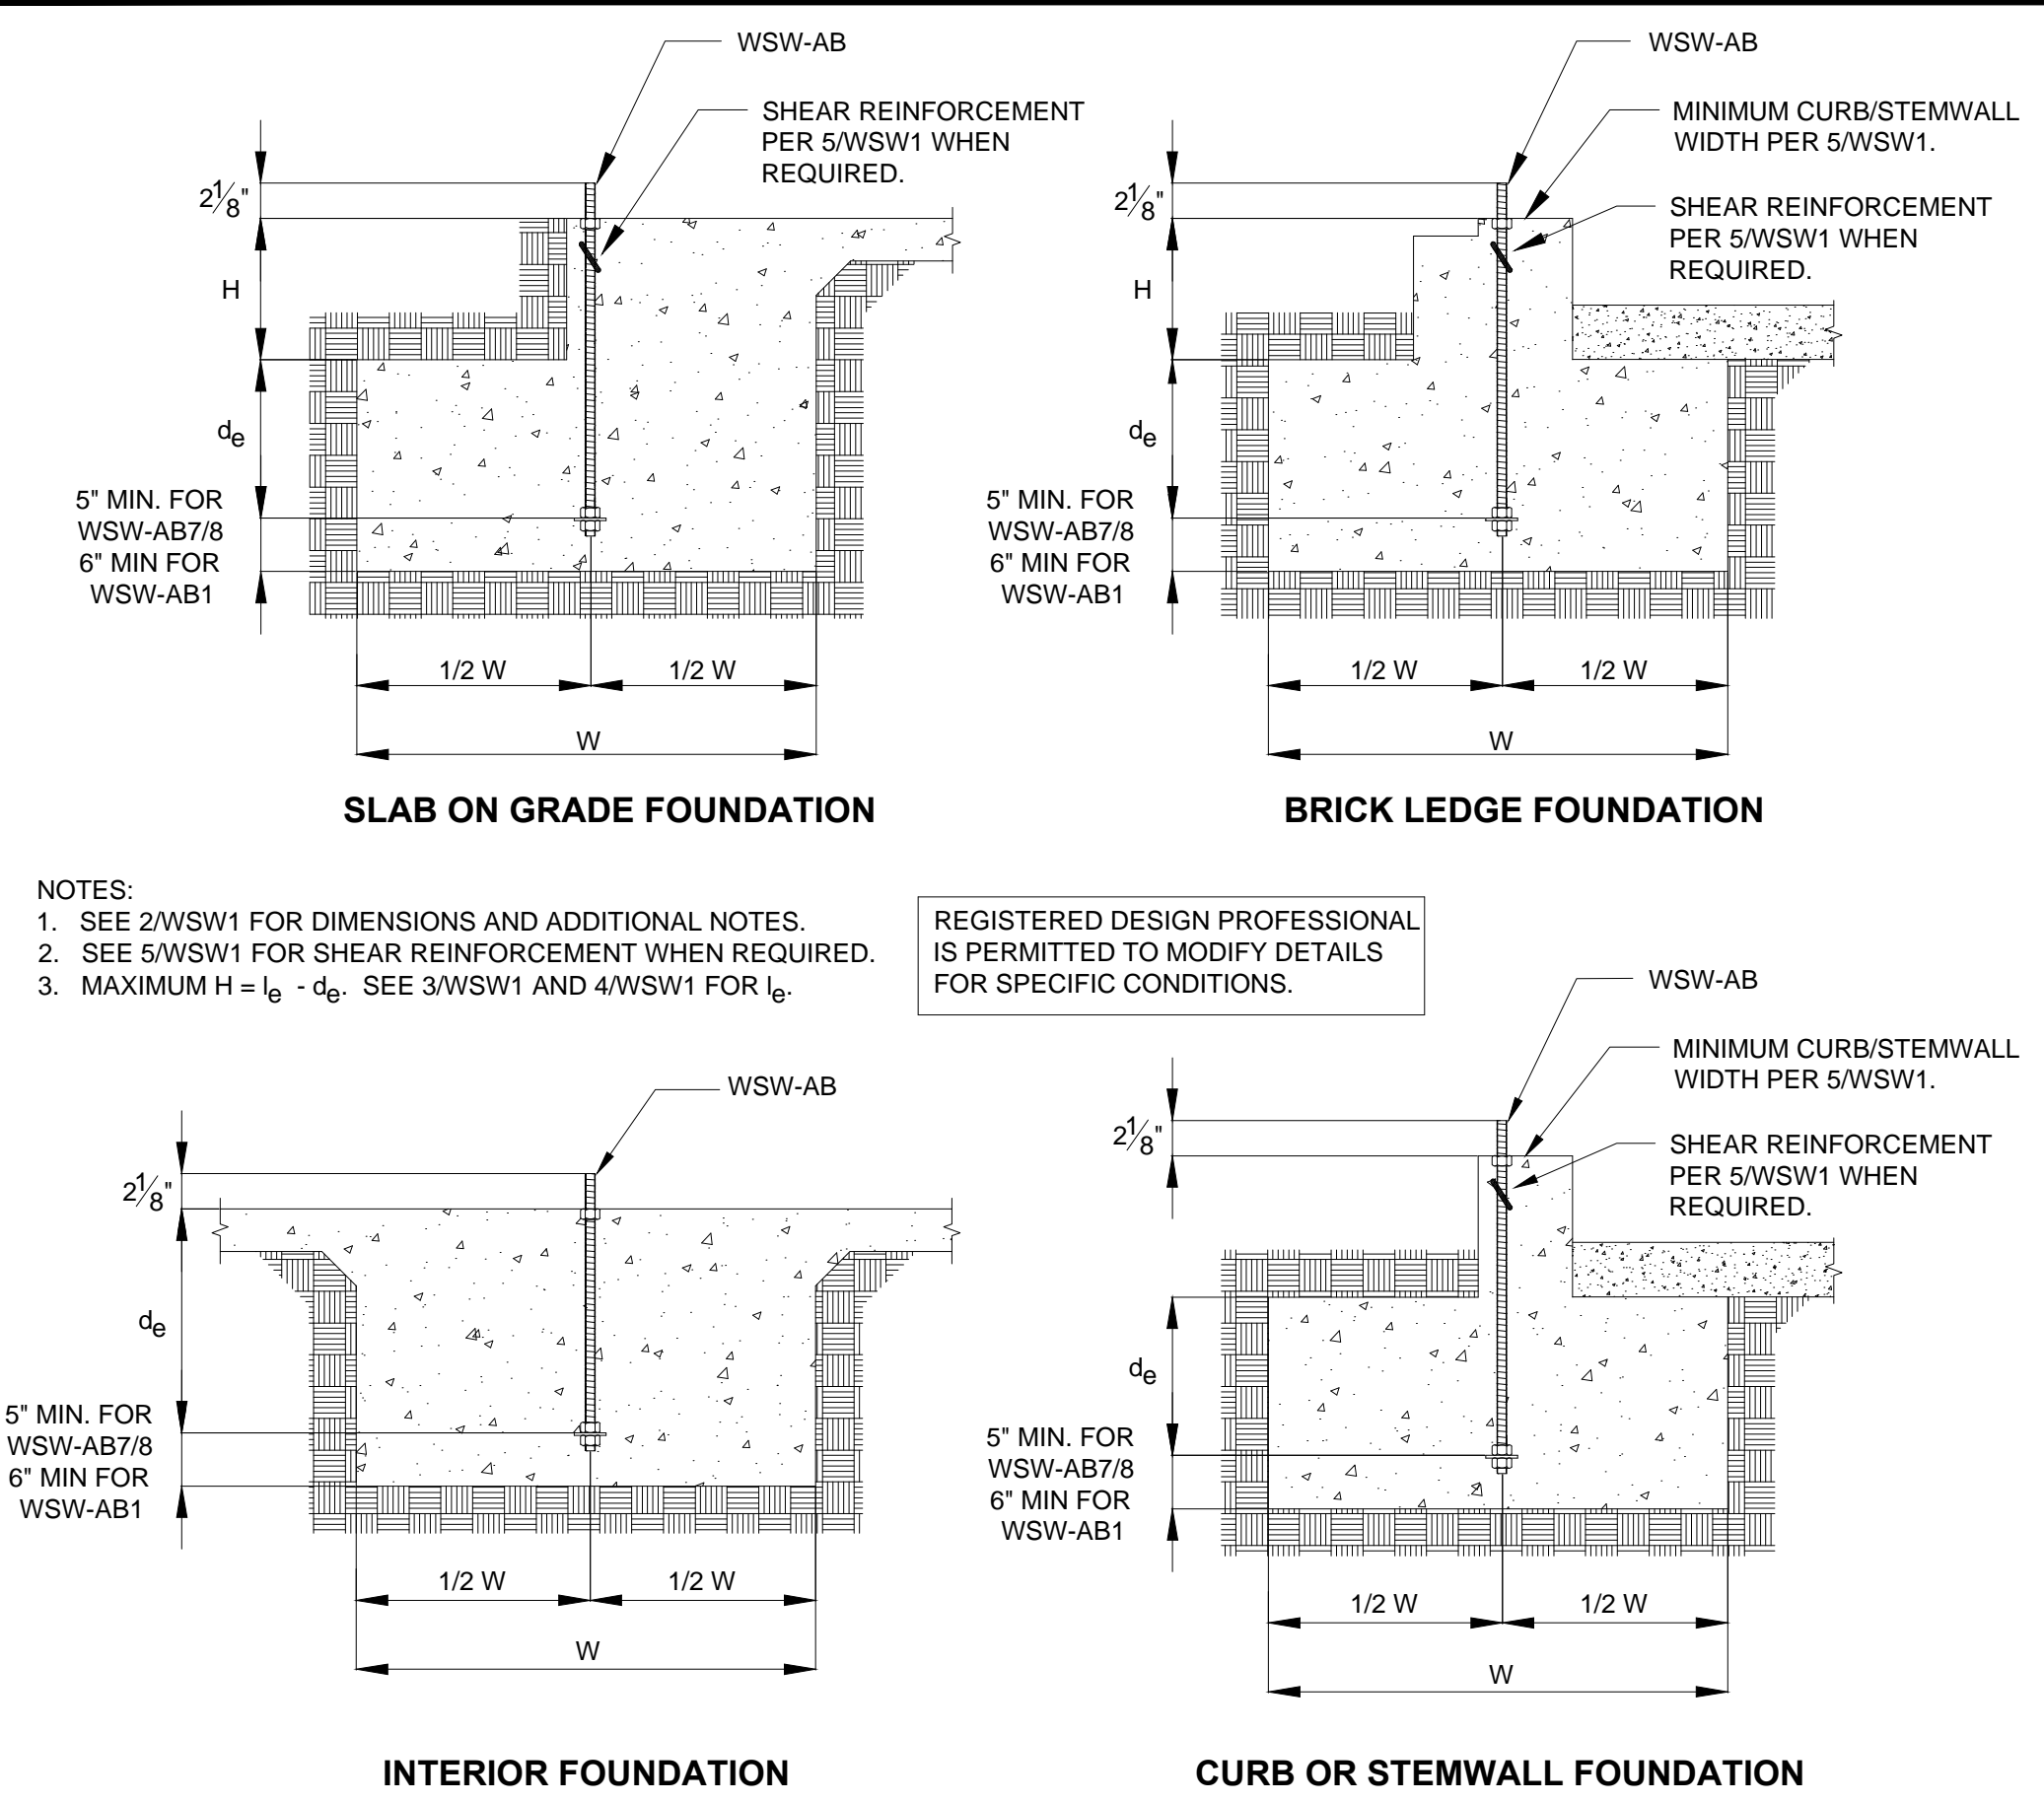 WSW-AB
SHEAR REINFORCEMENT
PER 5/WSW1 WHEN
REQUIRED.
2 1/8"
H
de
5" MIN. FOR
WSW-AB7/8
6" MIN FOR
WSW-AB1
1/2 W
1/2 W
W
SLAB ON GRADE FOUNDATION
WSW-AB
MINIMUM CURB/STEMWALL
WIDTH PER 5/WSW1.
SHEAR REINFORCEMENT
PER 5/WSW1 WHEN
REQUIRED.
2 1/8"
H
de
5" MIN. FOR
WSW-AB7/8
6" MIN FOR
WSW-AB1
1/2 W
1/2 W
W
BRICK LEDGE FOUNDATION
NOTES:
1. SEE 2/WSW1 FOR DIMENSIONS AND ADDITIONAL NOTES.
2. SEE 5/WSW1 FOR SHEAR REINFORCEMENT WHEN REQUIRED.
3. MAXIMUM H = le - de. SEE 3/WSW1 AND 4/WSW1 FOR le.
REGISTERED DESIGN PROFESSIONAL
IS PERMITTED TO MODIFY DETAILS
FOR SPECIFIC CONDITIONS.
WSW-AB
2 1/8"
de
5" MIN. FOR
WSW-AB7/8
6" MIN FOR
WSW-AB1
1/2 W
1/2 W
W
INTERIOR FOUNDATION
WSW-AB
MINIMUM CURB/STEMWALL
WIDTH PER 5/WSW1.
SHEAR REINFORCEMENT
PER 5/WSW1 WHEN
REQUIRED.
2 1/8"
de
5" MIN. FOR
WSW-AB7/8
6" MIN FOR
WSW-AB1
1/2 W
1/2 W
W
CURB OR STEMWALL FOUNDATION